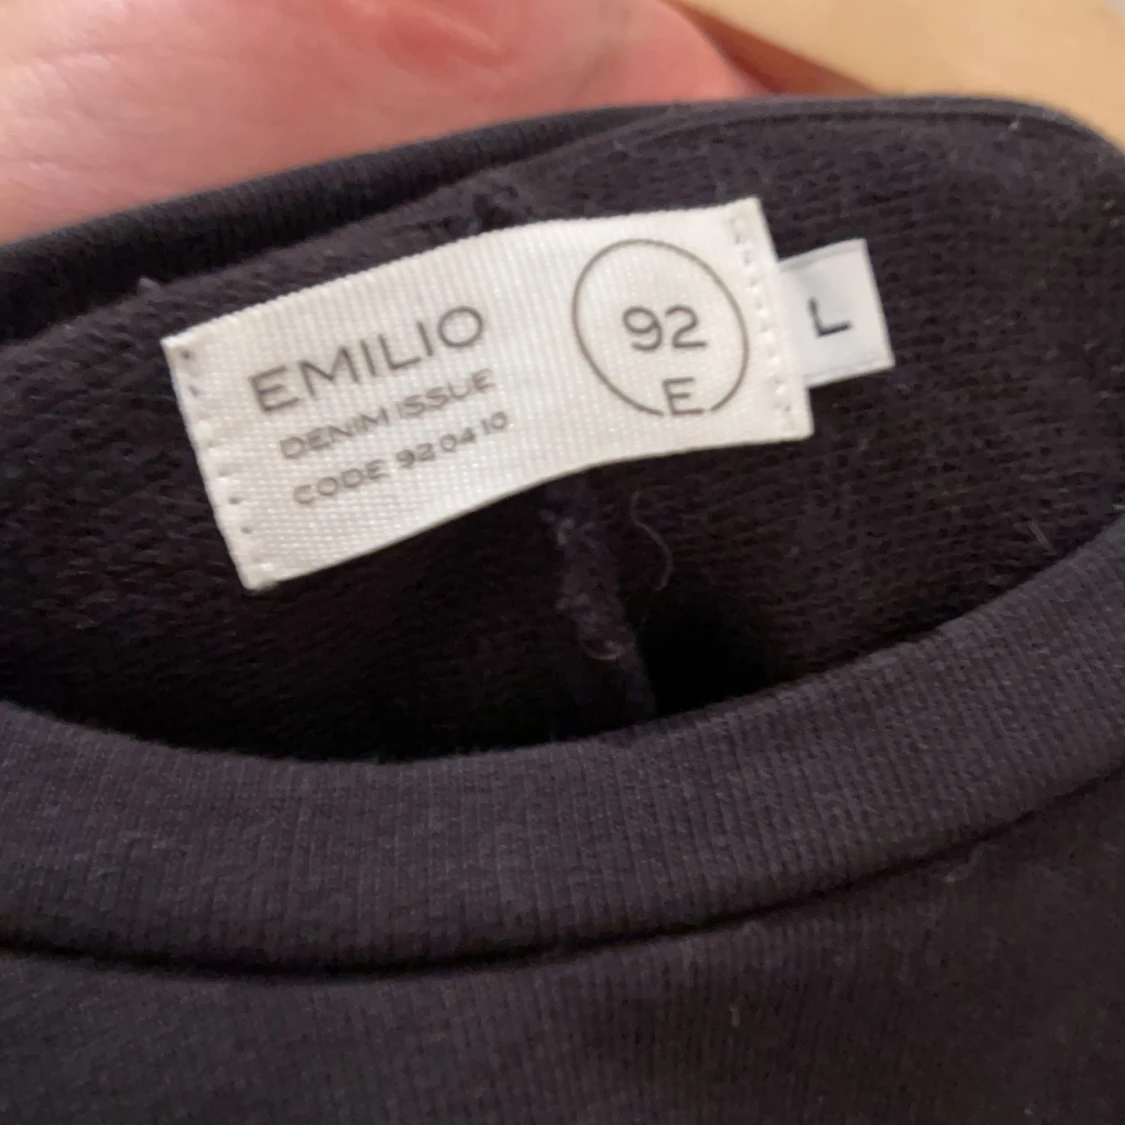 EMILIO
DENIM ISSUE
CODE 92 04 10
92
E
L